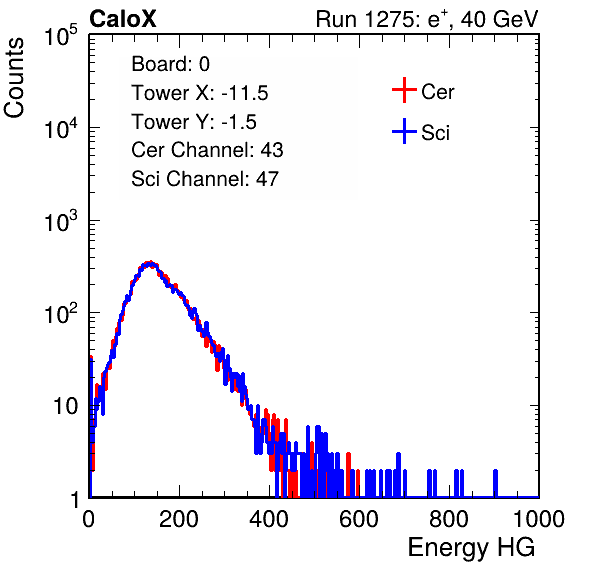 CaloX Run 1275: e+, 40 GeV
Board: 0
Tower X: -11.5
Tower Y: -1.5
Cer Channel: 43
Sci Channel: 47
Cer
Sci
Counts
10^5
10^4
10^3
10^2
10
1
0 200 400 600 800 1000
Energy HG